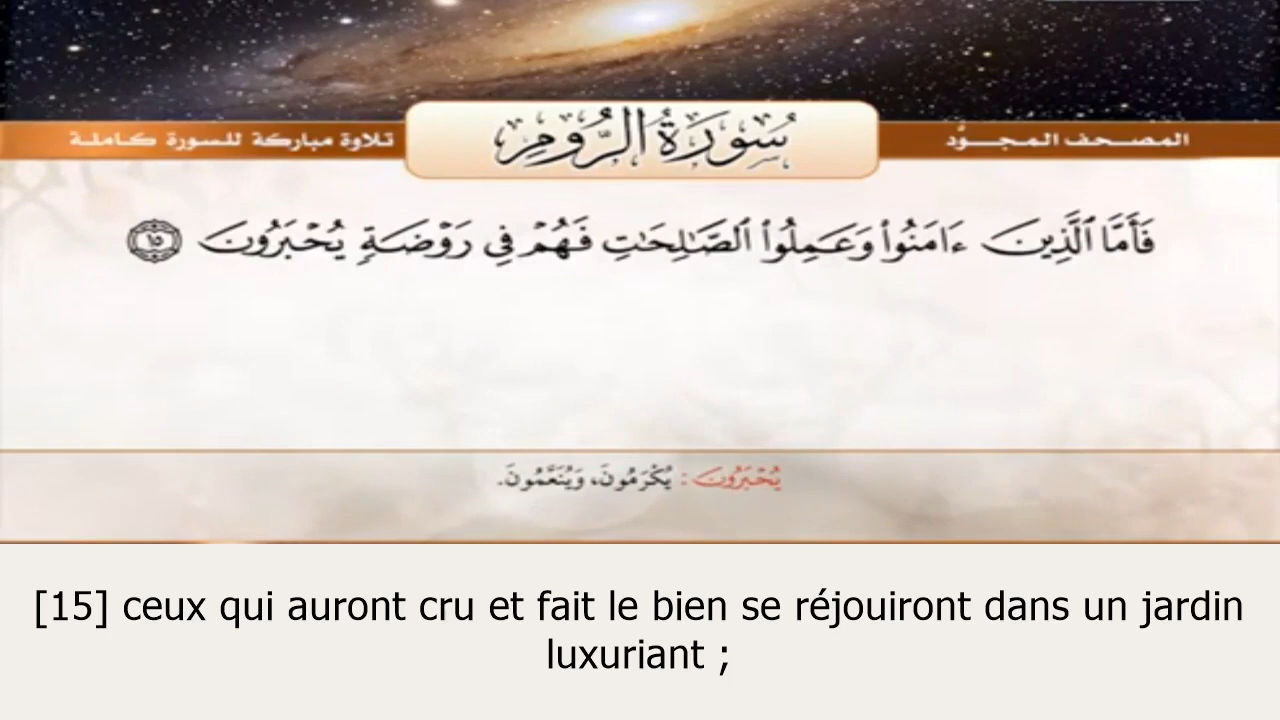 المصحف المجوَّد
سُورَةُ الرُّومِ
تلاوة مباركة للسورة كاملة
فَأَمَّا ٱلَّذِينَ ءَامَنُواْ وَعَمِلُواْ ٱلصَّٰلِحَٰتِ فَهُمۡ فِي رَوۡضَةٖ يُحۡبَرُونَ ١٥
يُحۡبَرُونَ: يُكْرَمُونَ، وَيُنَعَّمُونَ.
[15] ceux qui auront cru et fait le bien se réjouiront dans un jardin
luxuriant ;